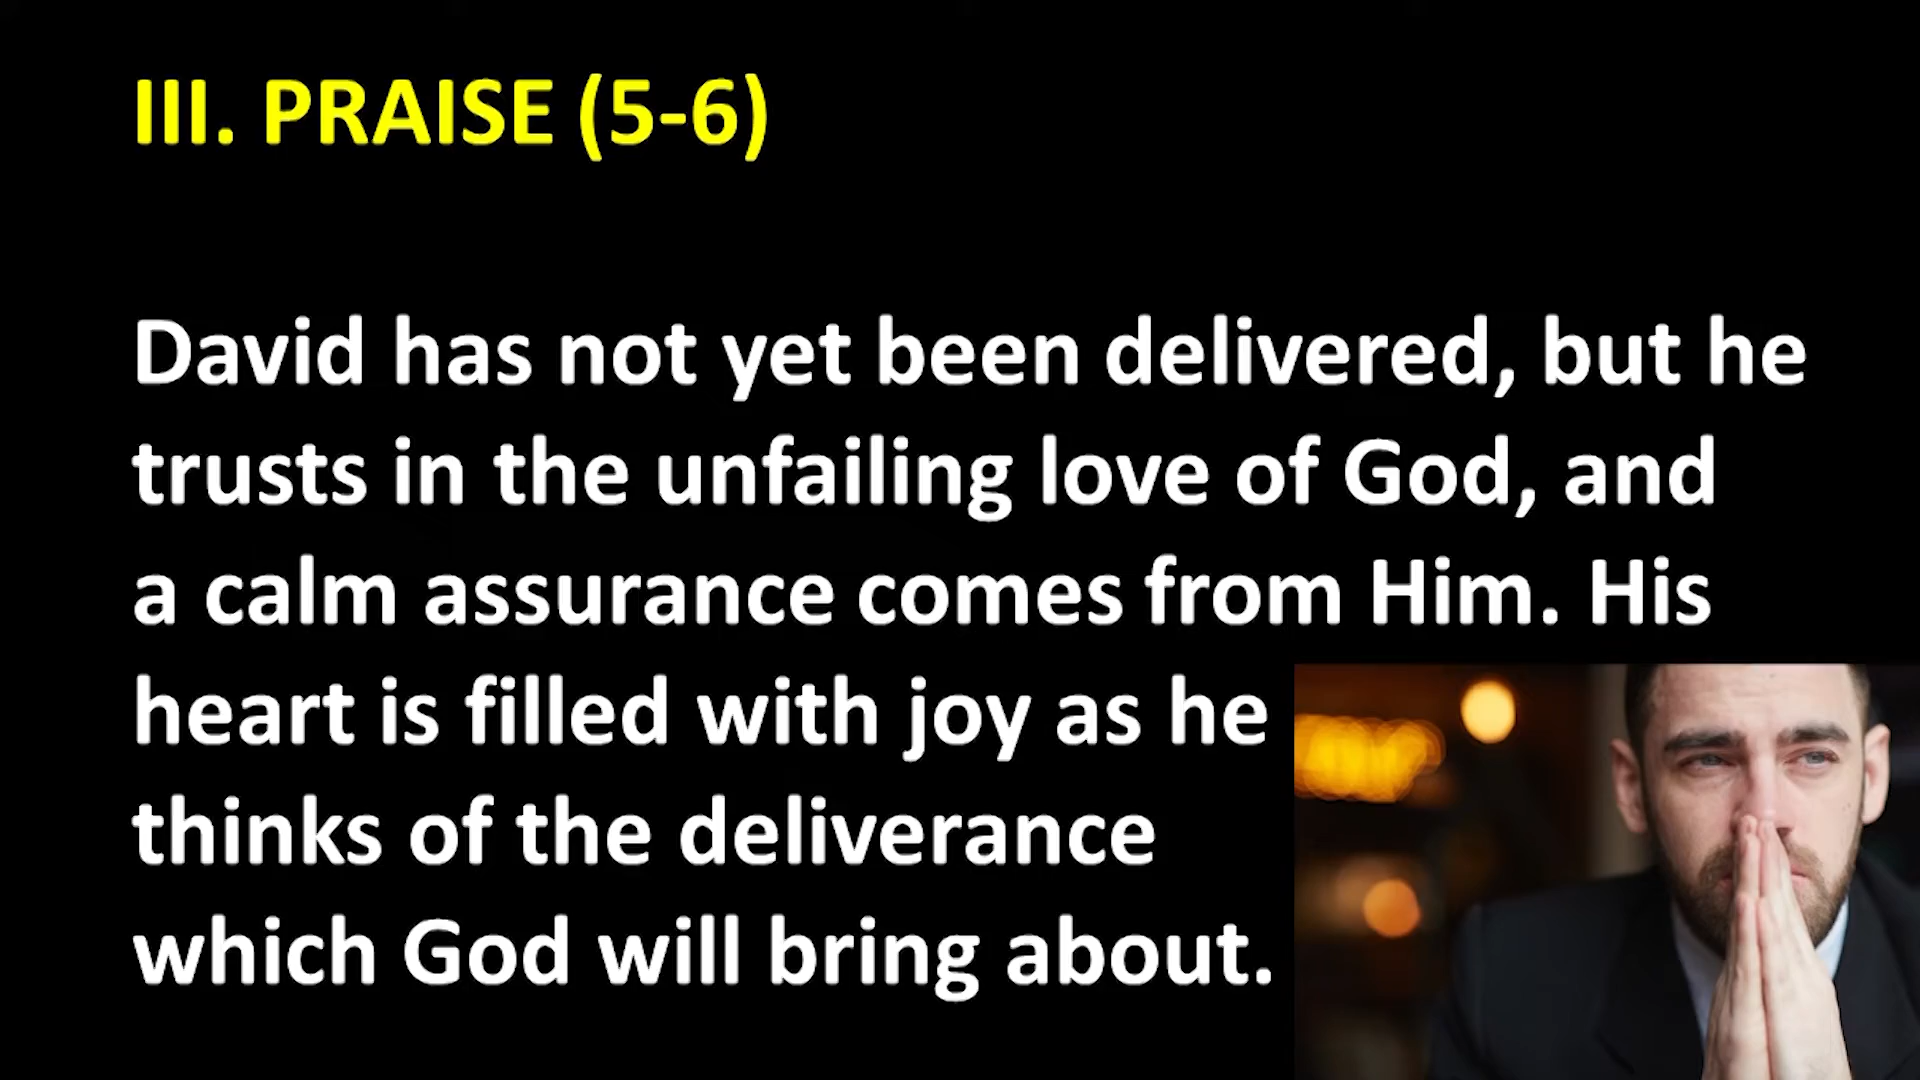 III. PRAISE (5-6)
David has not yet been delivered, but he
trusts in the unfailing love of God, and
a calm assurance comes from Him. His
heart is filled with joy as he
thinks of the deliverance
which God will bring about.